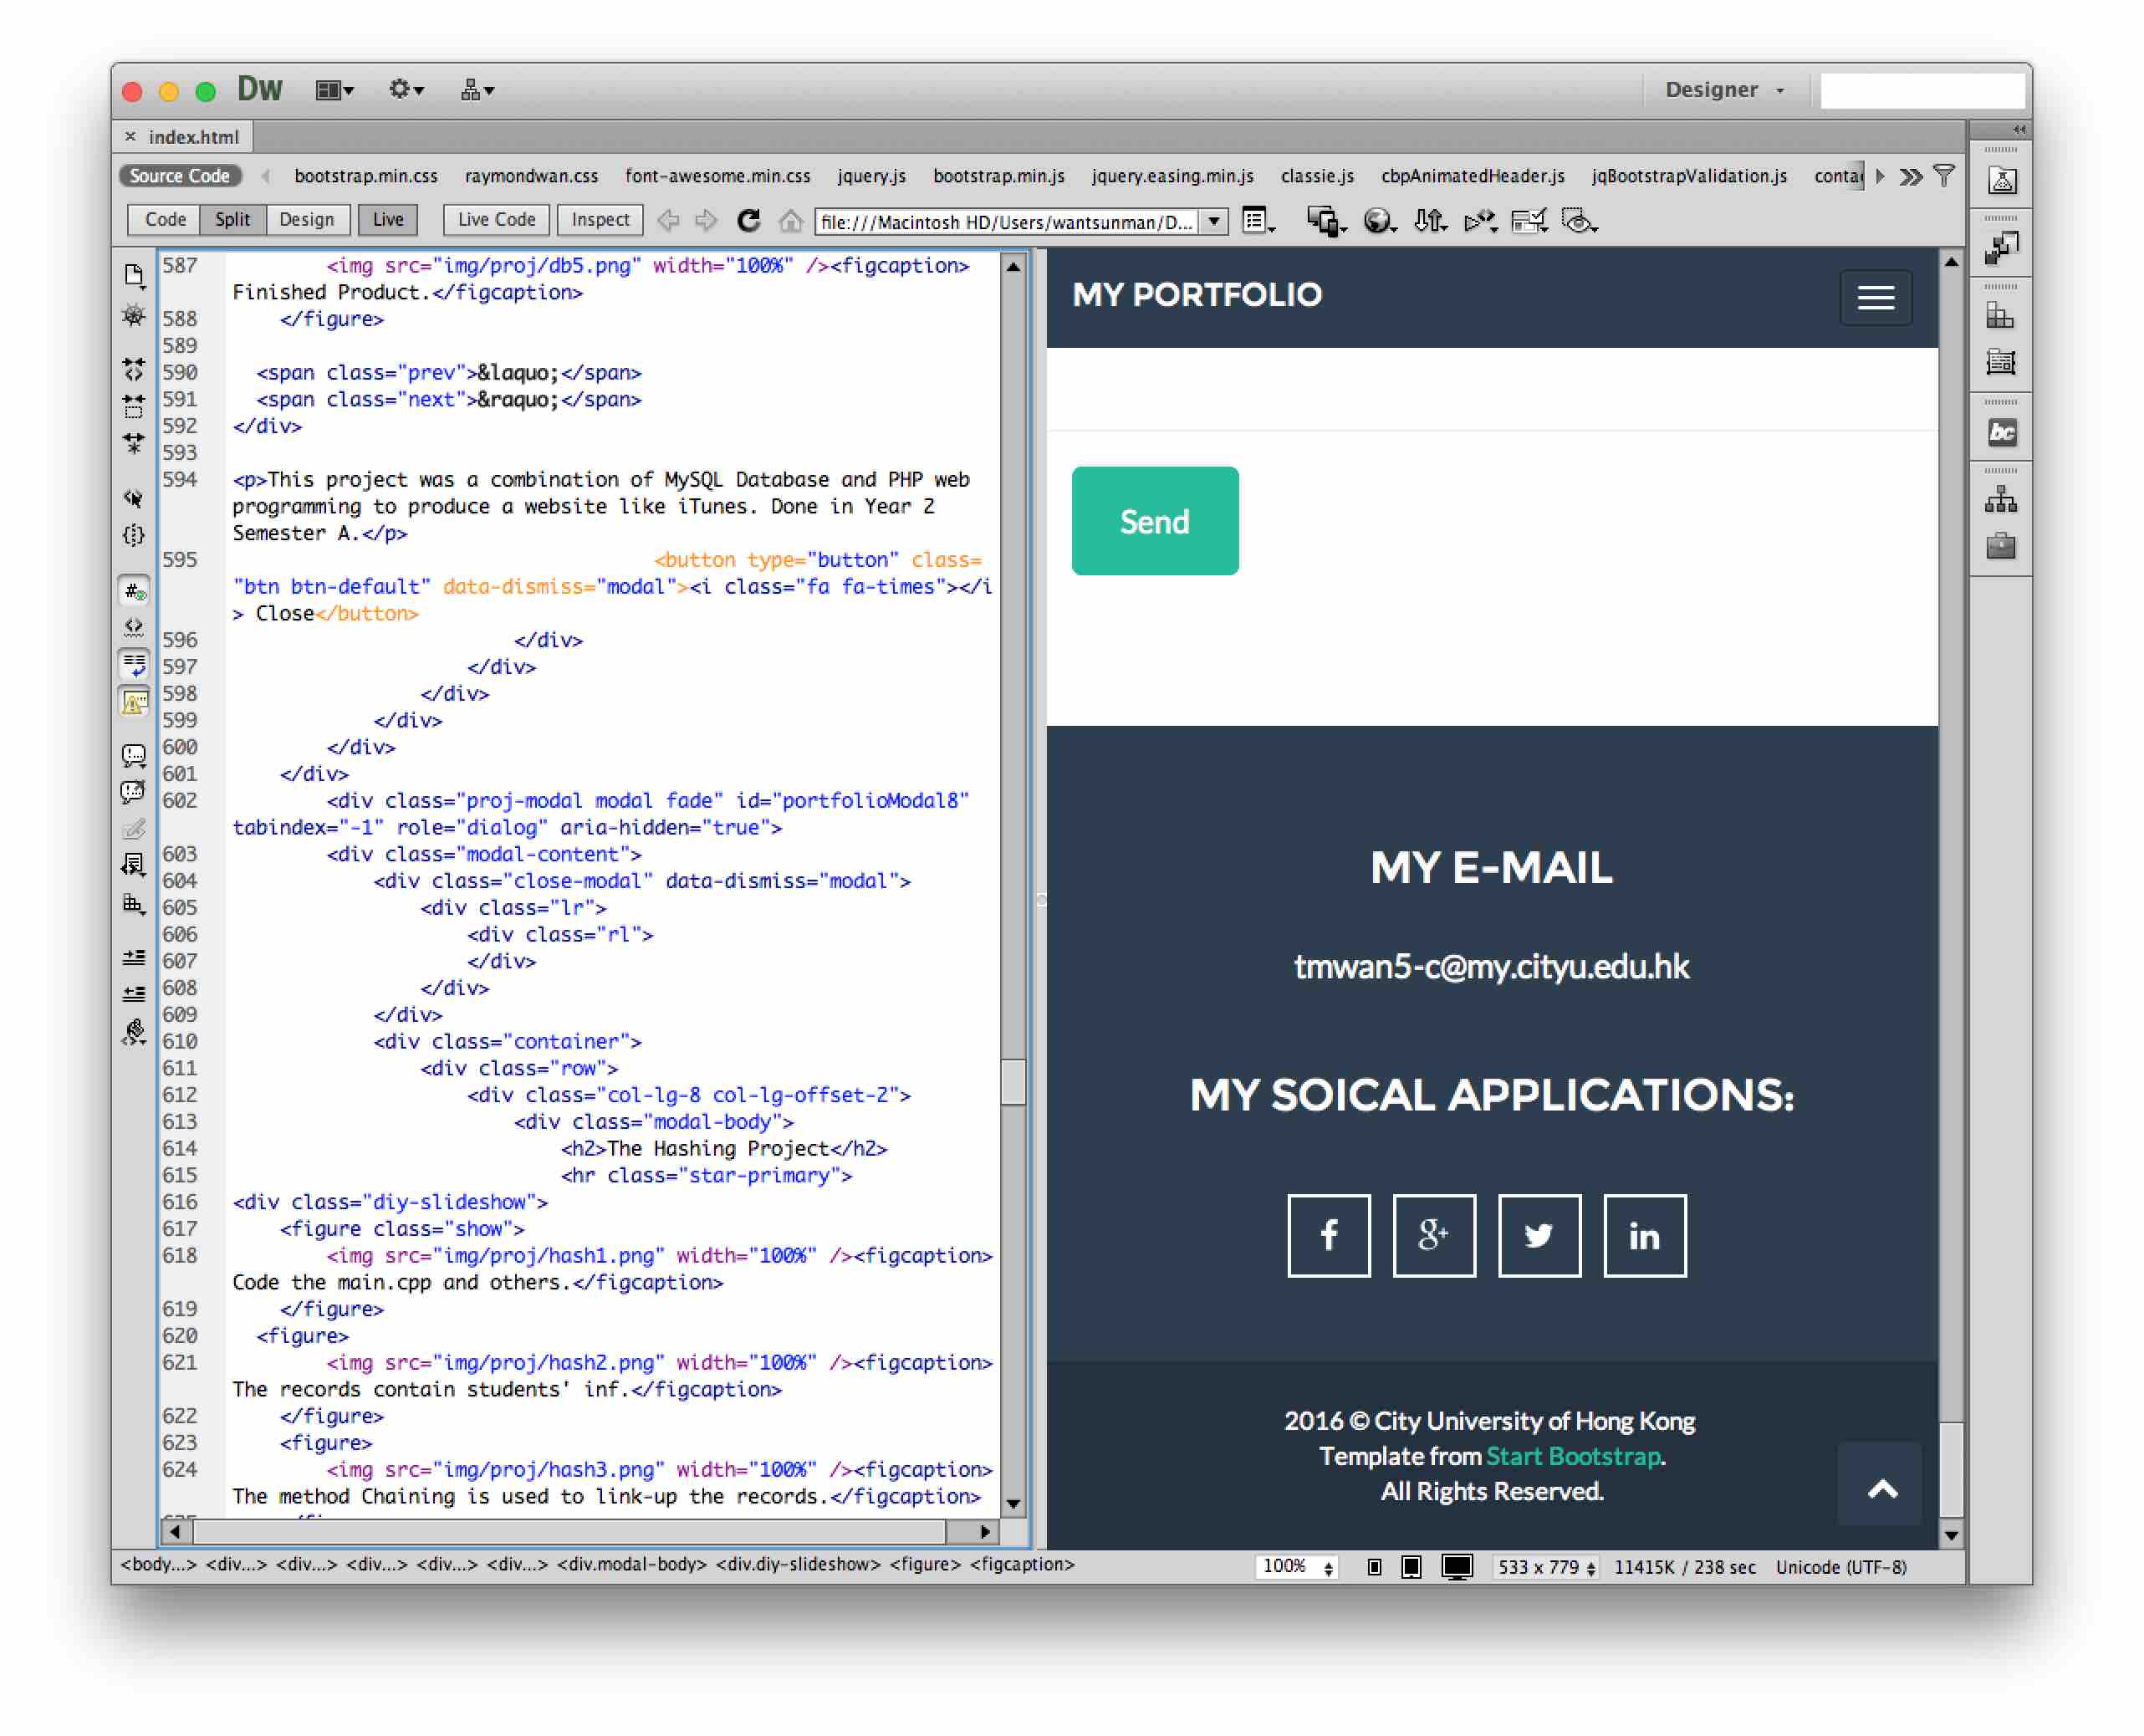 Dw
Designer
× index.html
Source Code bootstrap.min.css raymondwan.css font-awesome.min.css jquery.js bootstrap.min.js jquery.easing.min.js classie.js cbpAnimatedHeader.js jqBootstrapValidation.js conta
Code Split Design Live Live Code Inspect file:///Macintosh HD/Users/wantsunman/D...
587 <img src="img/proj/db5.png" width="100%" /><figcaption>
Finished Product.</figcaption>
588 </figure>
589
590 <span class="prev">&laquo;</span>
591 <span class="next">&raquo;</span>
592 </div>
593
594 <p>This project was a combination of MySQL Database and PHP web
programming to produce a website like iTunes. Done in Year 2
Semester A.</p>
595 <button type="button" class=
"btn btn-default" data-dismiss="modal"><i class="fa fa-times"></i
> Close</button>
596 </div>
597 </div>
598 </div>
599 </div>
600 </div>
601 </div>
602 <div class="proj-modal modal fade" id="portfolioModal8"
tabindex="-1" role="dialog" aria-hidden="true">
603 <div class="modal-content">
604 <div class="close-modal" data-dismiss="modal">
605 <div class="lr">
606 <div class="rl">
607 </div>
608 </div>
609 </div>
610 <div class="container">
611 <div class="row">
612 <div class="col-lg-8 col-lg-offset-2">
613 <div class="modal-body">
614 <h2>The Hashing Project</h2>
615 <hr class="star-primary">
616 <div class="diy-slideshow">
617 <figure class="show">
618 <img src="img/proj/hash1.png" width="100%" /><figcaption>
Code the main.cpp and others.</figcaption>
619 </figure>
620 <figure>
621 <img src="img/proj/hash2.png" width="100%" /><figcaption>
The records contain students' inf.</figcaption>
622 </figure>
623 <figure>
624 <img src="img/proj/hash3.png" width="100%" /><figcaption>
The method Chaining is used to link-up the records.</figcaption>
MY PORTFOLIO
Send
MY E-MAIL
tmwan5-c@my.cityu.edu.hk
MY SOICAL APPLICATIONS:
f g+ in
2016 © City University of Hong Kong
Template from Start Bootstrap.
All Rights Reserved.
bc
<body...> <div...> <div...> <div...> <div...> <div...> <div.modal-body> <div.diy-slideshow> <figure> <figcaption>
100% 533 x 779 11415K / 238 sec Unicode (UTF-8)